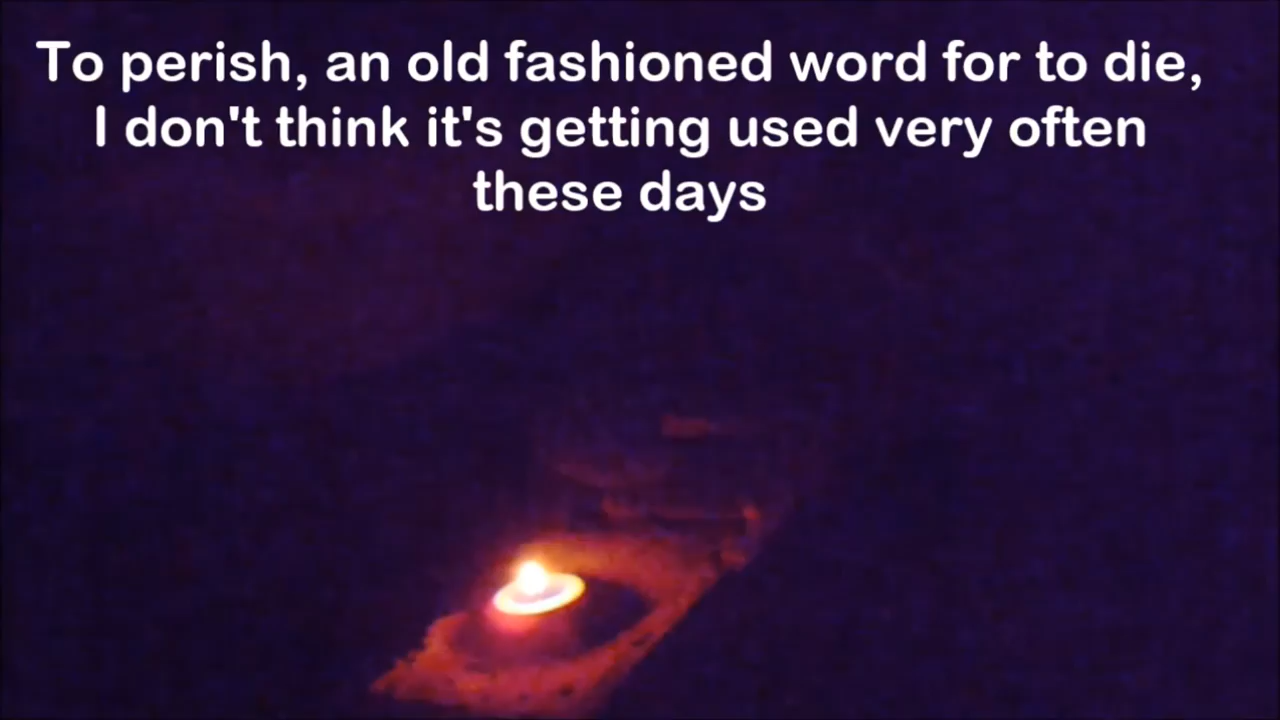 To perish, an old fashioned word for to die,
I don't think it's getting used very often
these days